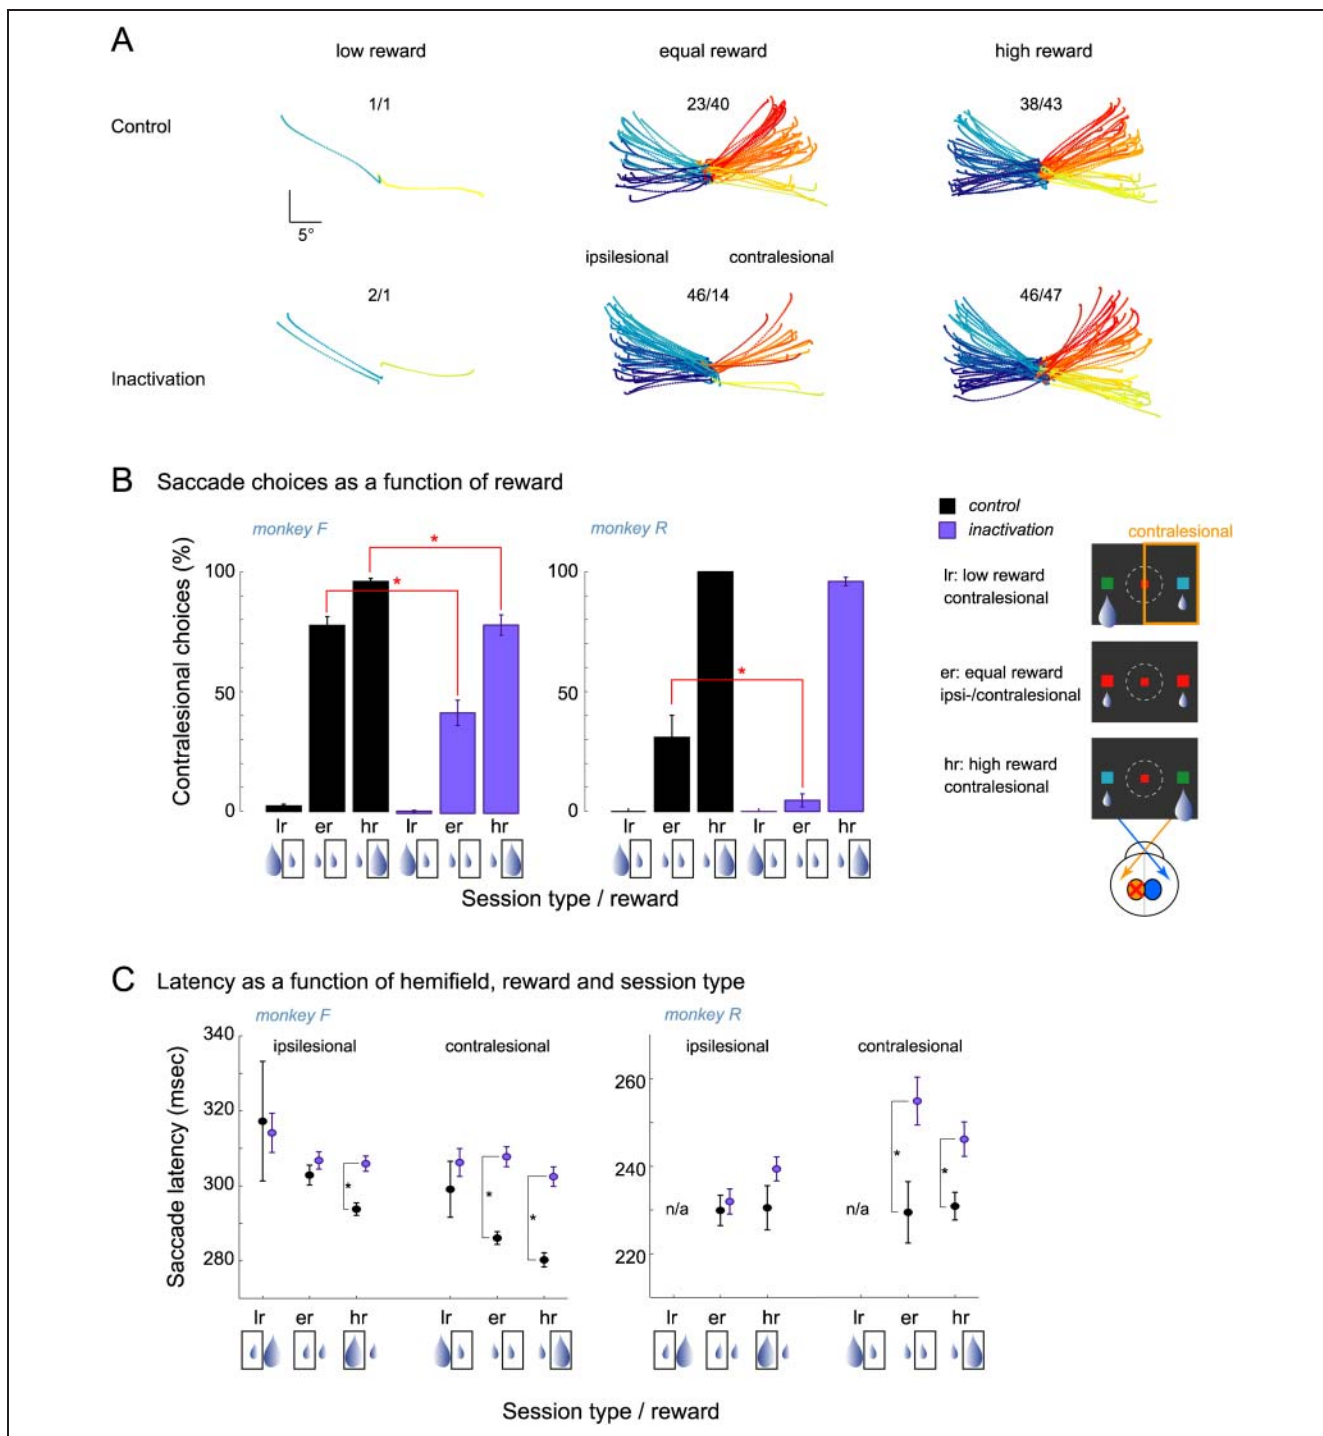 A
low reward equal reward high reward
Control
1/1 23/40 38/43
5°
ipsilesional contralesional
Inactivation
2/1 46/14 46/47
B Saccade choices as a function of reward
monkey F monkey R
control
inactivation
Contralesional choices (%)
100
50
0
* *
lr er hr lr er hr
100
50
0
*
lr er hr lr er hr
Session type / reward
contralesional
lr: low reward
contralesional
er: equal reward
ipsi-/contralesional
hr: high reward
contralesional
C Latency as a function of hemifield, reward and session type
monkey F monkey R
ipsilesional contralesional ipsilesional contralesional
Saccade latency (msec)
340
320
300
280
* * *
lr er hr lr er hr
260
240
220
n/a n/a
* *
lr er hr lr er hr
Session type / reward